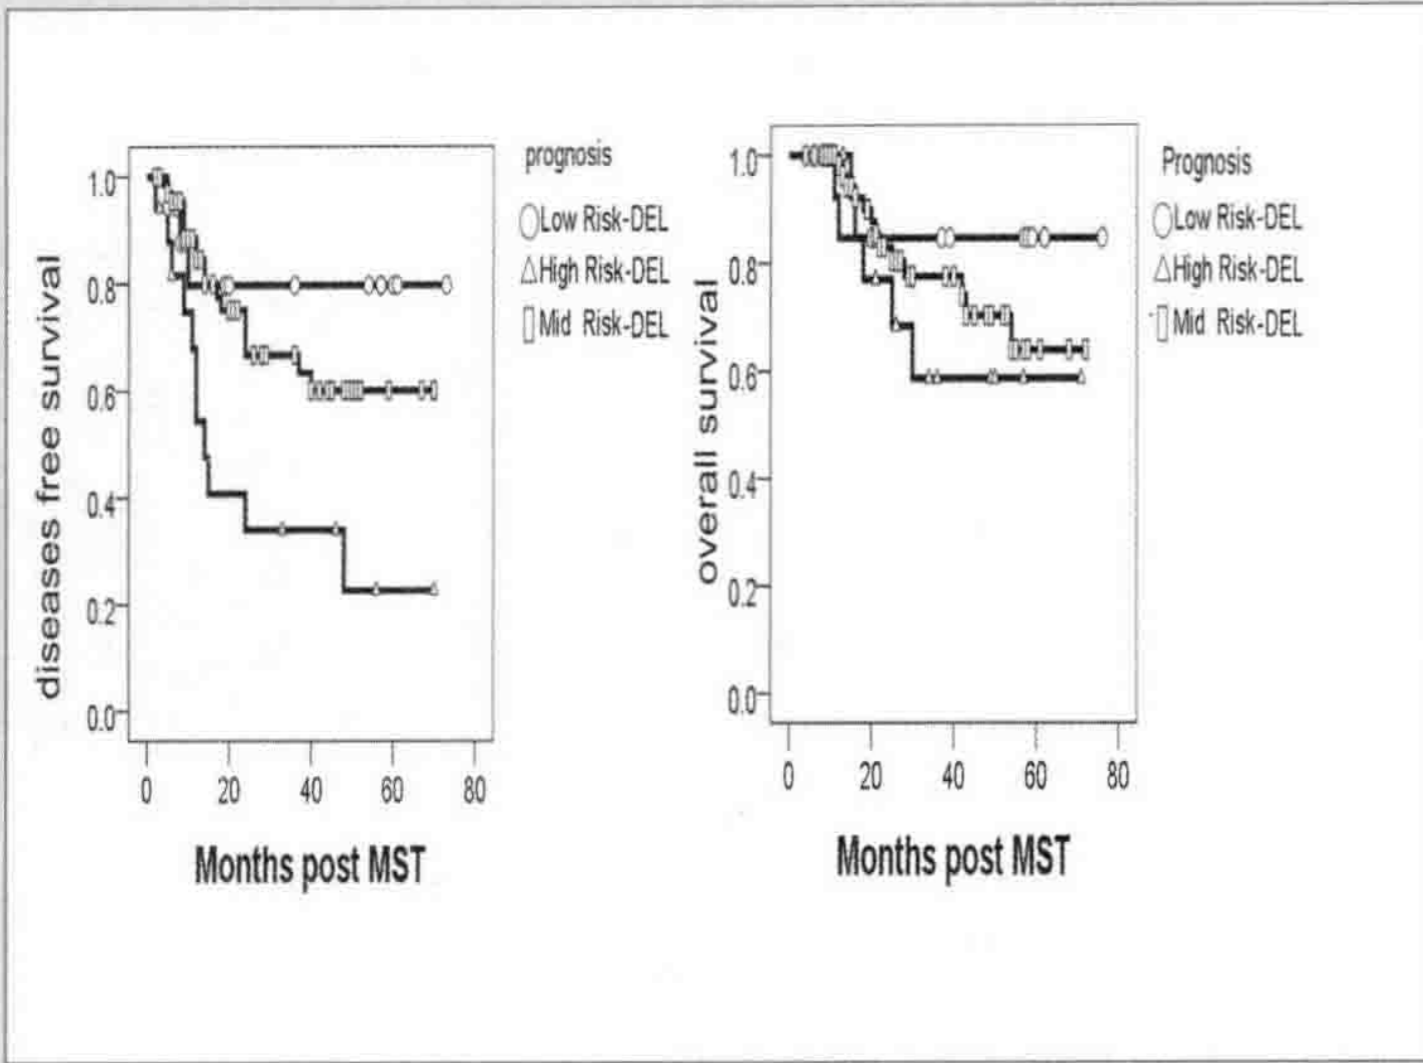 prognosis
Low Risk-DEL
High Risk-DEL
Mid Risk-DEL
diseases free survival
1.0
0.8
0.6
0.4
0.2
0.0
0 20 40 60 80
Months post MST
Prognosis
Low Risk-DEL
High Risk-DEL
Mid Risk-DEL
overall survival
1.0
0.8
0.6
0.4
0.2
0.0
0 20 40 60 80
Months post MST